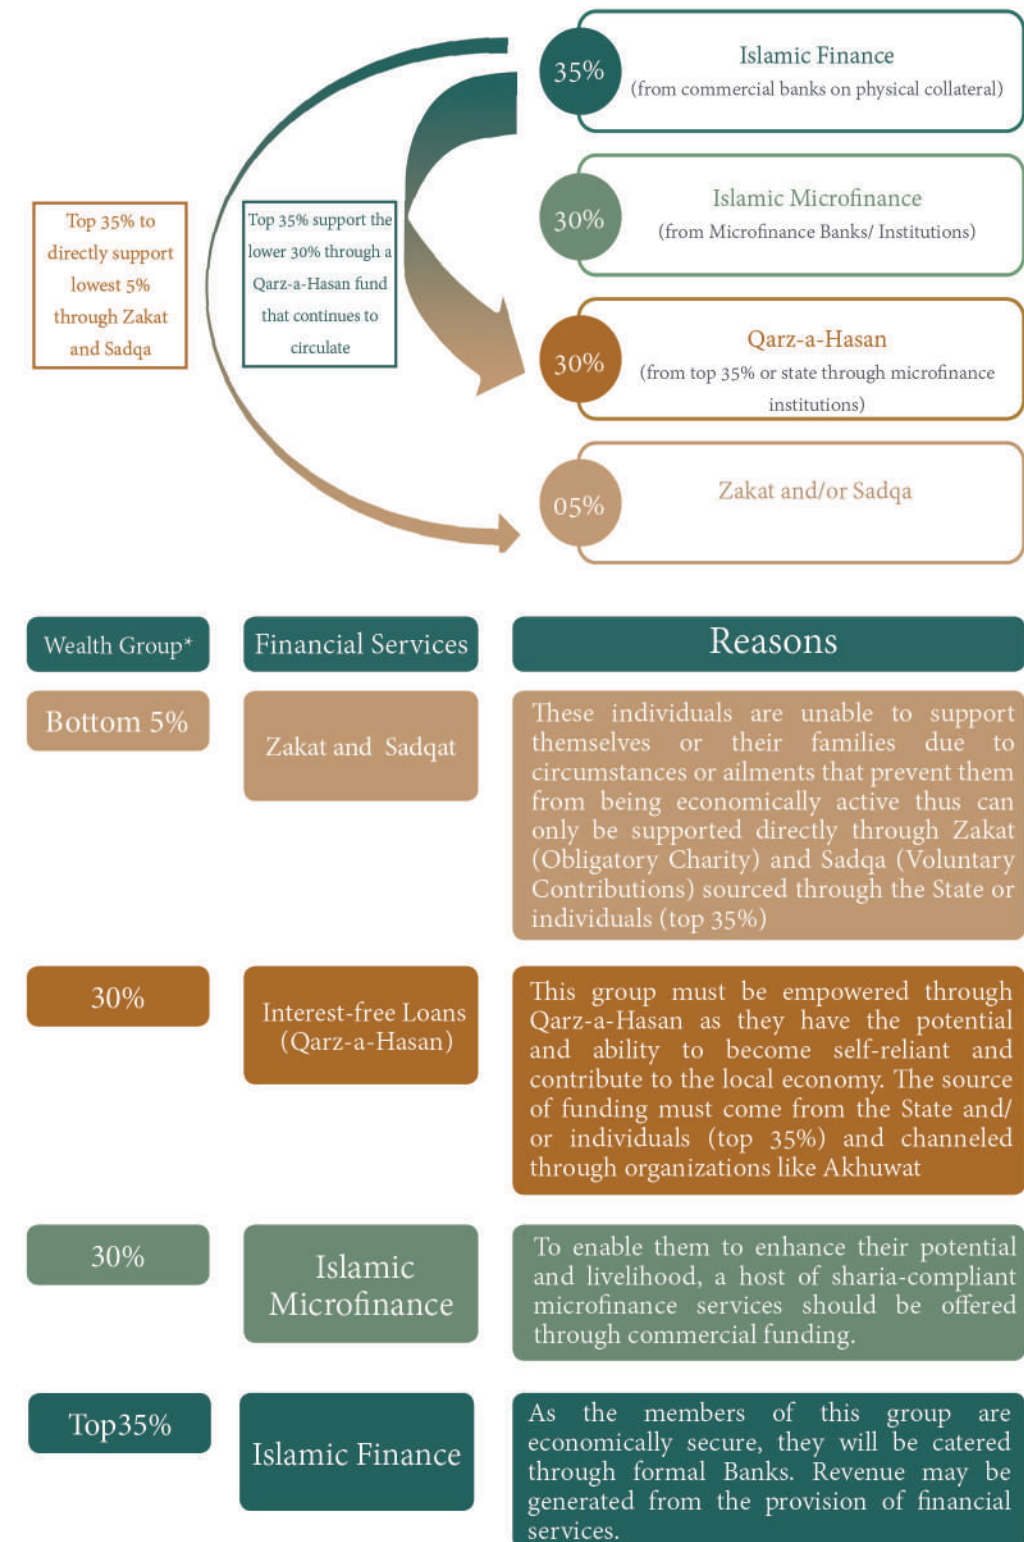 35%
Islamic Finance
(from commercial banks on physical collateral)
30%
Islamic Microfinance
(from Microfinance Banks/ Institutions)
Top 35% to
directly support
lowest 5%
through Zakat
and Sadqa
Top 35% support the
lower 30% through a
Qarz-a-Hasan fund
that continues to
circulate
30%
Qarz-a-Hasan
(from top 35% or state through microfinance
institutions)
05%
Zakat and/or Sadqa
Wealth Group*
Financial Services
Reasons
Bottom 5%
Zakat and Sadqat
These individuals are unable to support
themselves or their families due to
circumstances or ailments that prevent them
from being economically active thus can
only be supported directly through Zakat
(Obligatory Charity) and Sadqa (Voluntary
Contributions) sourced through the State or
individuals (top 35%)
30%
Interest-free Loans
(Qarz-a-Hasan)
This group must be empowered through
Qarz-a-Hasan as they have the potential
and ability to become self-reliant and
contribute to the local economy. The source
of funding must come from the State and/
or individuals (top 35%) and channeled
through organizations like Akhuwat
30%
Islamic
Microfinance
To enable them to enhance their potential
and livelihood, a host of sharia-compliant
microfinance services should be offered
through commercial funding.
Top35%
Islamic Finance
As the members of this group are
economically secure, they will be catered
through formal Banks. Revenue may be
generated from the provision of financial
services.